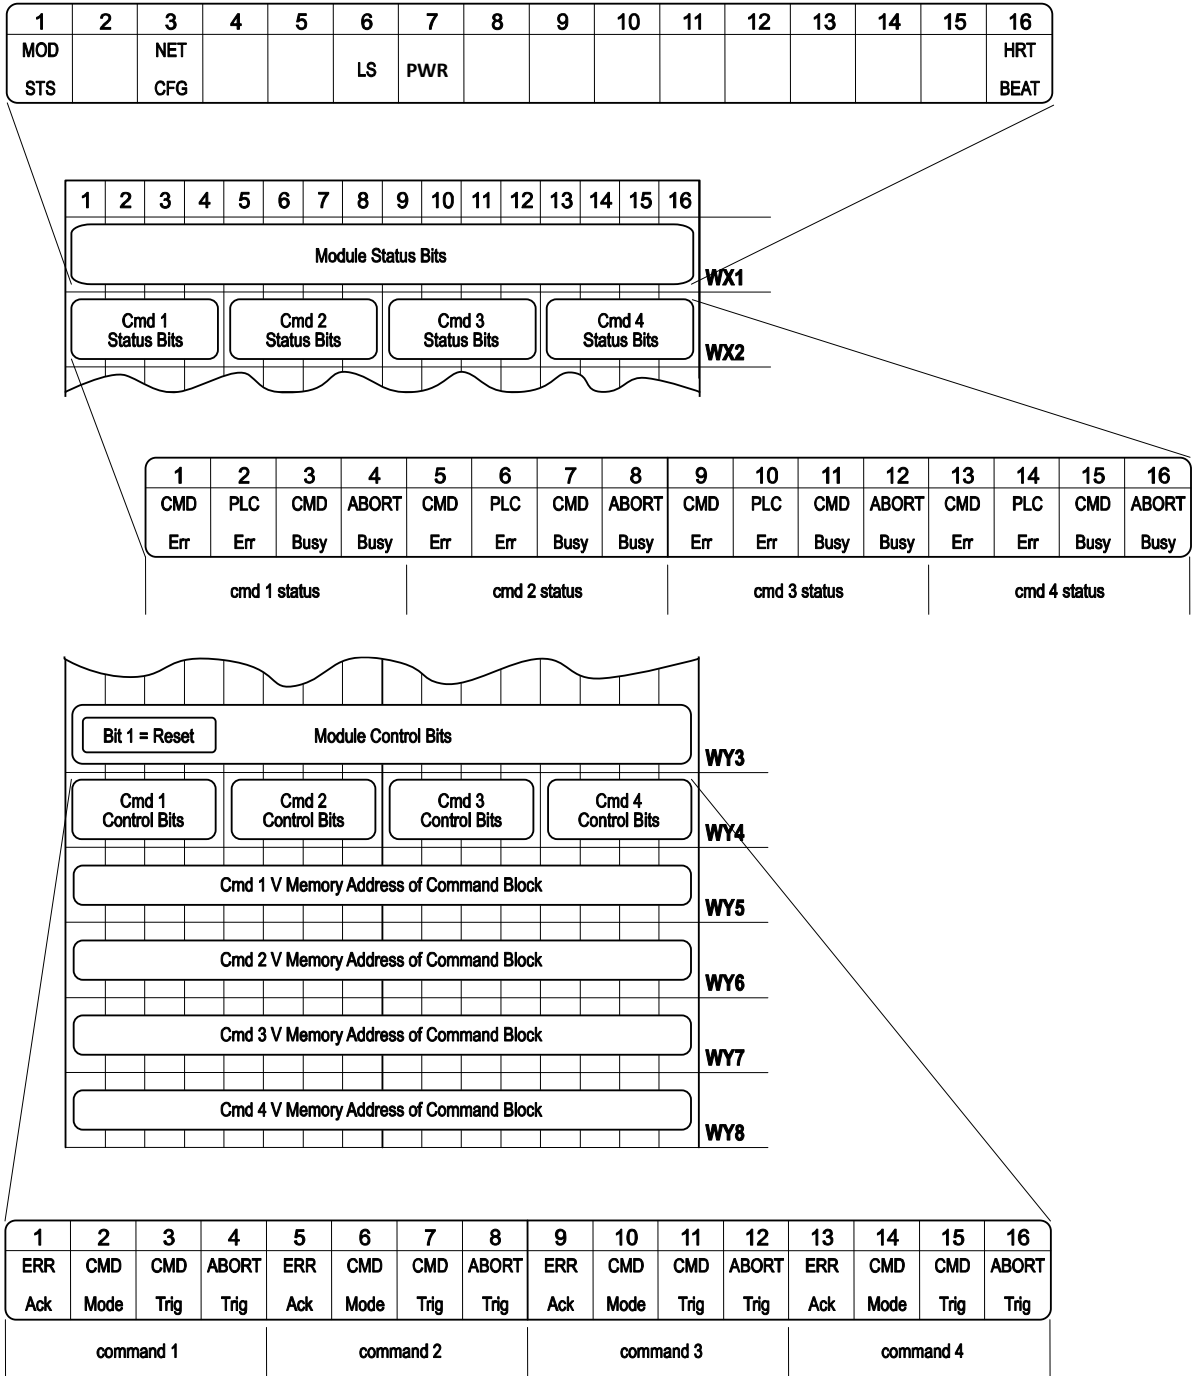 1 2 3 4 5 6 7 8 9 10 11 12 13 14 15 16
MOD NET LS PWR HRT
STS CFG BEAT
1 2 3 4 5 6 7 8 9 10 11 12 13 14 15 16
Module Status Bits
WX1
Cmd 1 Cmd 2 Cmd 3 Cmd 4
Status Bits Status Bits Status Bits Status Bits
WX2
1 2 3 4 5 6 7 8 9 10 11 12 13 14 15 16
CMD PLC CMD ABORT CMD PLC CMD ABORT CMD PLC CMD ABORT CMD PLC CMD ABORT
Err Err Busy Busy Err Err Busy Busy Err Err Busy Busy Err Err Busy Busy
cmd 1 status cmd 2 status cmd 3 status cmd 4 status
Bit 1 = Reset Module Control Bits
WY3
Cmd 1 Cmd 2 Cmd 3 Cmd 4
Control Bits Control Bits Control Bits Control Bits
WY4
Cmd 1 V Memory Address of Command Block
WY5
Cmd 2 V Memory Address of Command Block
WY6
Cmd 3 V Memory Address of Command Block
WY7
Cmd 4 V Memory Address of Command Block
WY8
1 2 3 4 5 6 7 8 9 10 11 12 13 14 15 16
ERR CMD CMD ABORT ERR CMD CMD ABORT ERR CMD CMD ABORT ERR CMD CMD ABORT
Ack Mode Trig Trig Ack Mode Trig Trig Ack Mode Trig Trig Ack Mode Trig Trig
command 1 command 2 command 3 command 4